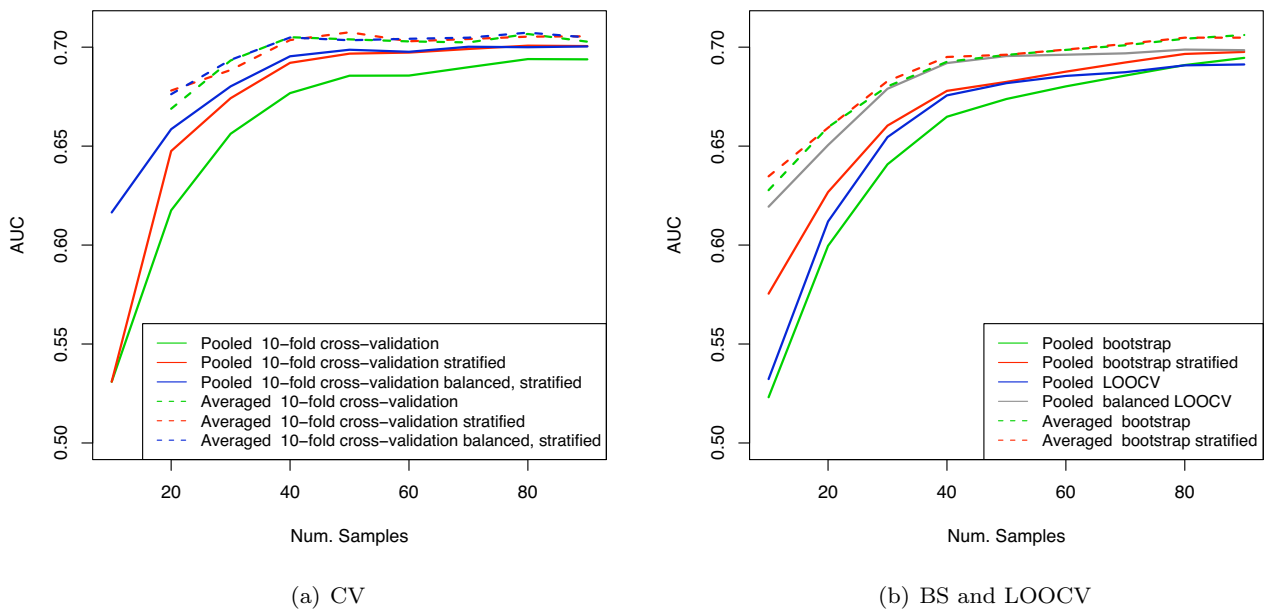 AUC
0.70
0.65
0.60
0.55
0.50
Pooled 10−fold cross−validation
Pooled 10−fold cross−validation stratified
Pooled 10−fold cross−validation balanced, stratified
Averaged 10−fold cross−validation
Averaged 10−fold cross−validation stratified
Averaged 10−fold cross−validation balanced, stratified
20 40 60 80
Num. Samples
(a) CV
AUC
0.70
0.65
0.60
0.55
0.50
Pooled bootstrap
Pooled bootstrap stratified
Pooled LOOCV
Pooled balanced LOOCV
Averaged bootstrap
Averaged bootstrap stratified
20 40 60 80
Num. Samples
(b) BS and LOOCV